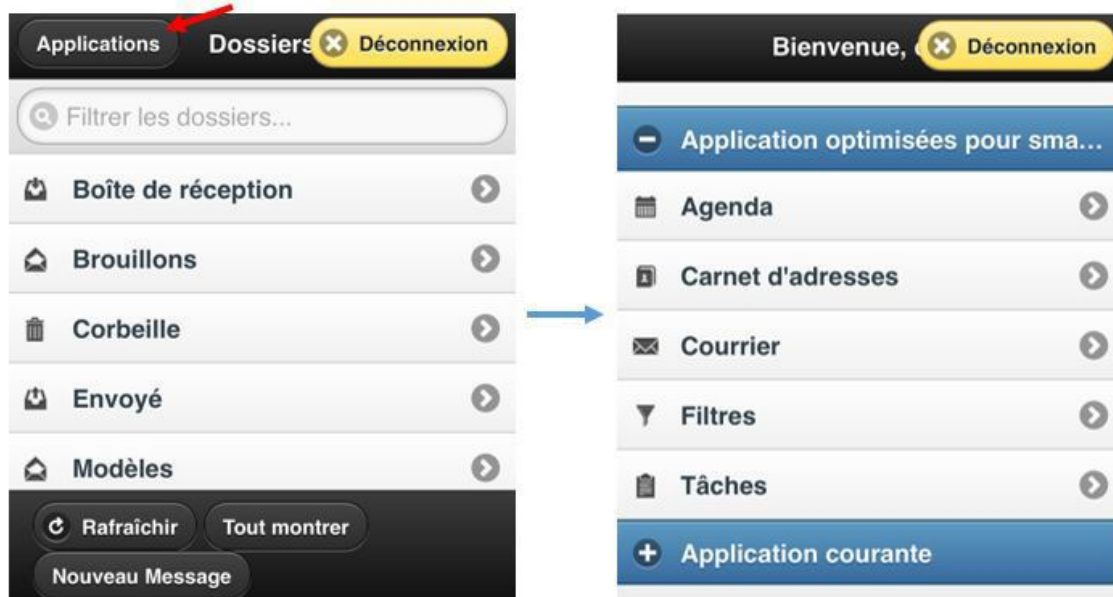 Applications
Dossiers
Déconnexion
Filtrer les dossiers...
Boîte de réception
Brouillons
Corbeille
Envoyé
Modèles
Rafraîchir
Tout montrer
Nouveau Message
Bienvenue,
Déconnexion
Application optimisées pour sma...
Agenda
Carnet d'adresses
Courrier
Filtres
Tâches
Application courante